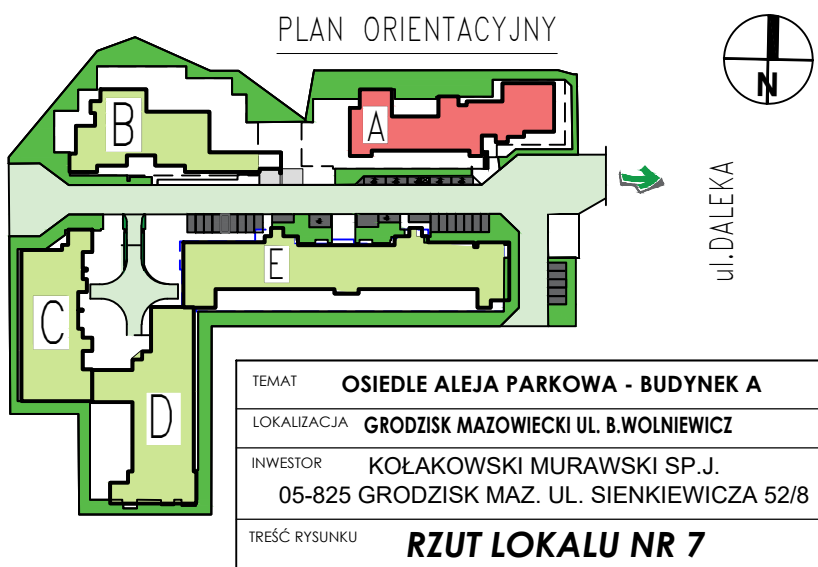 PLAN ORIENTACYJNY
N
B
A
ul.DALEKA
E
C
D
TEMAT OSIEDLE ALEJA PARKOWA - BUDYNEK A
LOKALIZACJA GRODZISK MAZOWIECKI UL. B.WOLNIEWICZ
INWESTOR KOŁAKOWSKI MURAWSKI SP.J.
05-825 GRODZISK MAZ. UL. SIENKIEWICZA 52/8
TREŚĆ RYSUNKU RZUT LOKALU NR 7